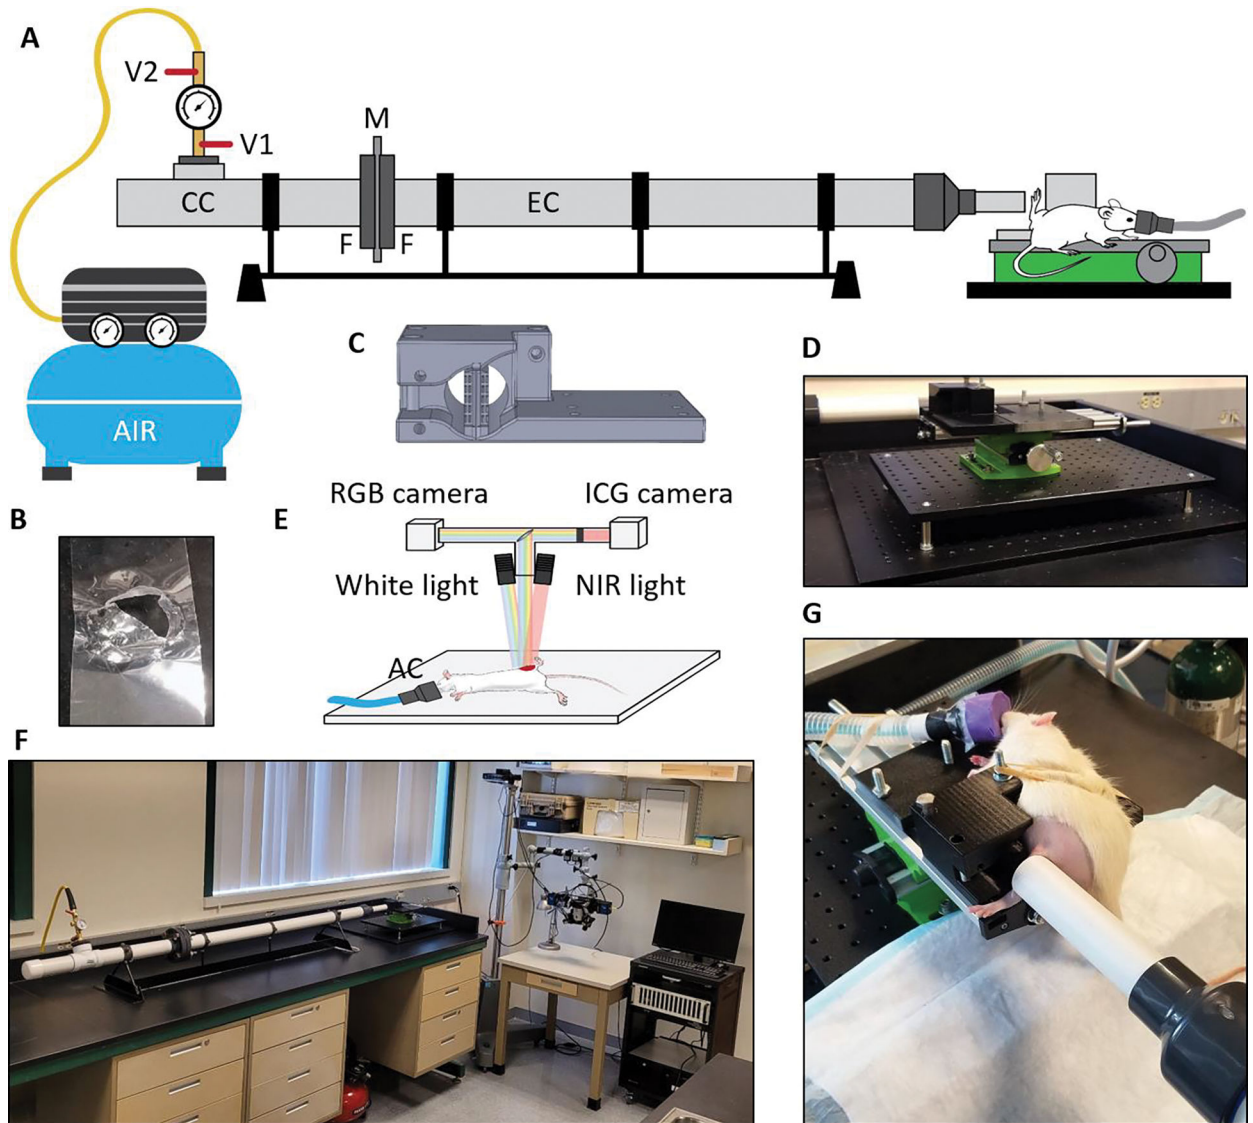 A
V2
V1
M
CC
EC
F
F
AIR
B
C
D
E
RGB camera
ICG camera
White light
NIR light
AC
F
G